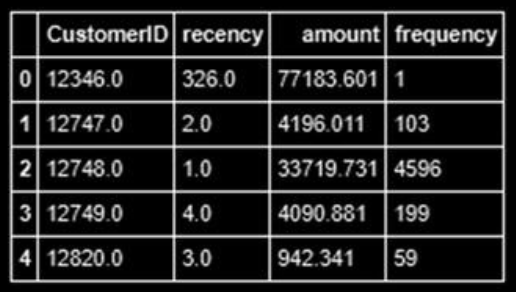 CustomerID recency amount frequency
0 12346.0 326.0 77183.601 1
1 12747.0 2.0 4196.011 103
2 12748.0 1.0 33719.731 4596
3 12749.0 4.0 4090.881 199
4 12820.0 3.0 942.341 59